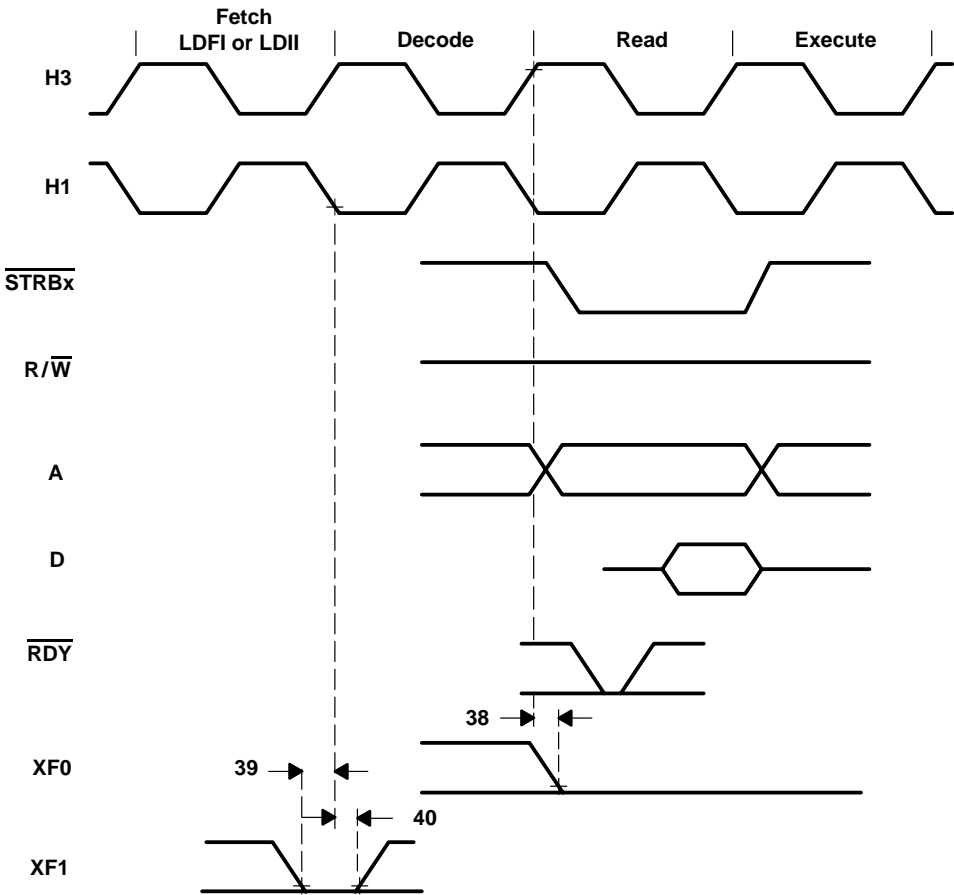 Fetch
LDFI or LDII
Decode
Read
Execute
H3
H1
STRBx
R/W
A
D
RDY
38
XF0
39
40
XF1